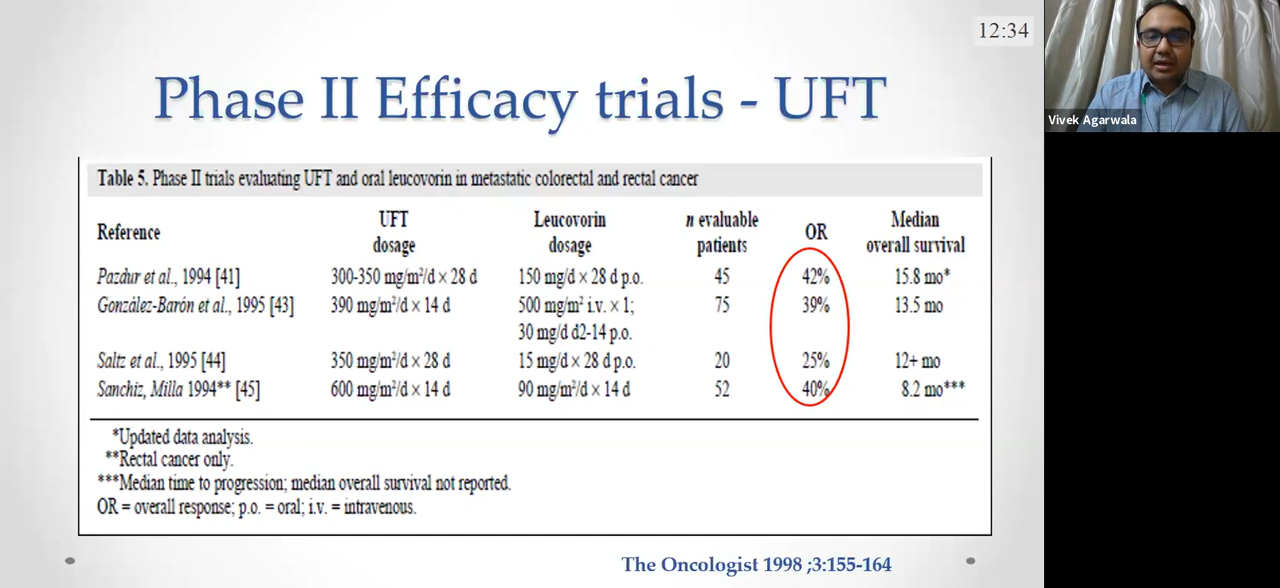 12:34
Phase II Efficacy trials - UFT
Vivek Agarwala
Table 5. Phase II trials evaluating UFT and oral leucovorin in metastatic colorectal and rectal cancer
Reference UFT dosage Leucovorin dosage n evaluable patients OR Median overall survival
Pazdur et al., 1994 [41] 300-350 mg/m²/d × 28 d 150 mg/d × 28 d p.o. 45 42% 15.8 mo*
González-Barón et al., 1995 [43] 390 mg/m²/d × 14 d 500 mg/m² i.v. × 1; 75 39% 13.5 mo
30 mg/d d2-14 p.o.
Saltz et al., 1995 [44] 350 mg/m²/d × 28 d 15 mg/d × 28 d p.o. 20 25% 12+ mo
Sanchiz, Milla 1994** [45] 600 mg/m²/d × 14 d 90 mg/d × 14 d 52 40% 8.2 mo***
*Updated data analysis.
**Rectal cancer only.
***Median time to progression; median overall survival not reported.
OR = overall response; p.o. = oral; i.v. = intravenous.
The Oncologist 1998 ;3:155-164